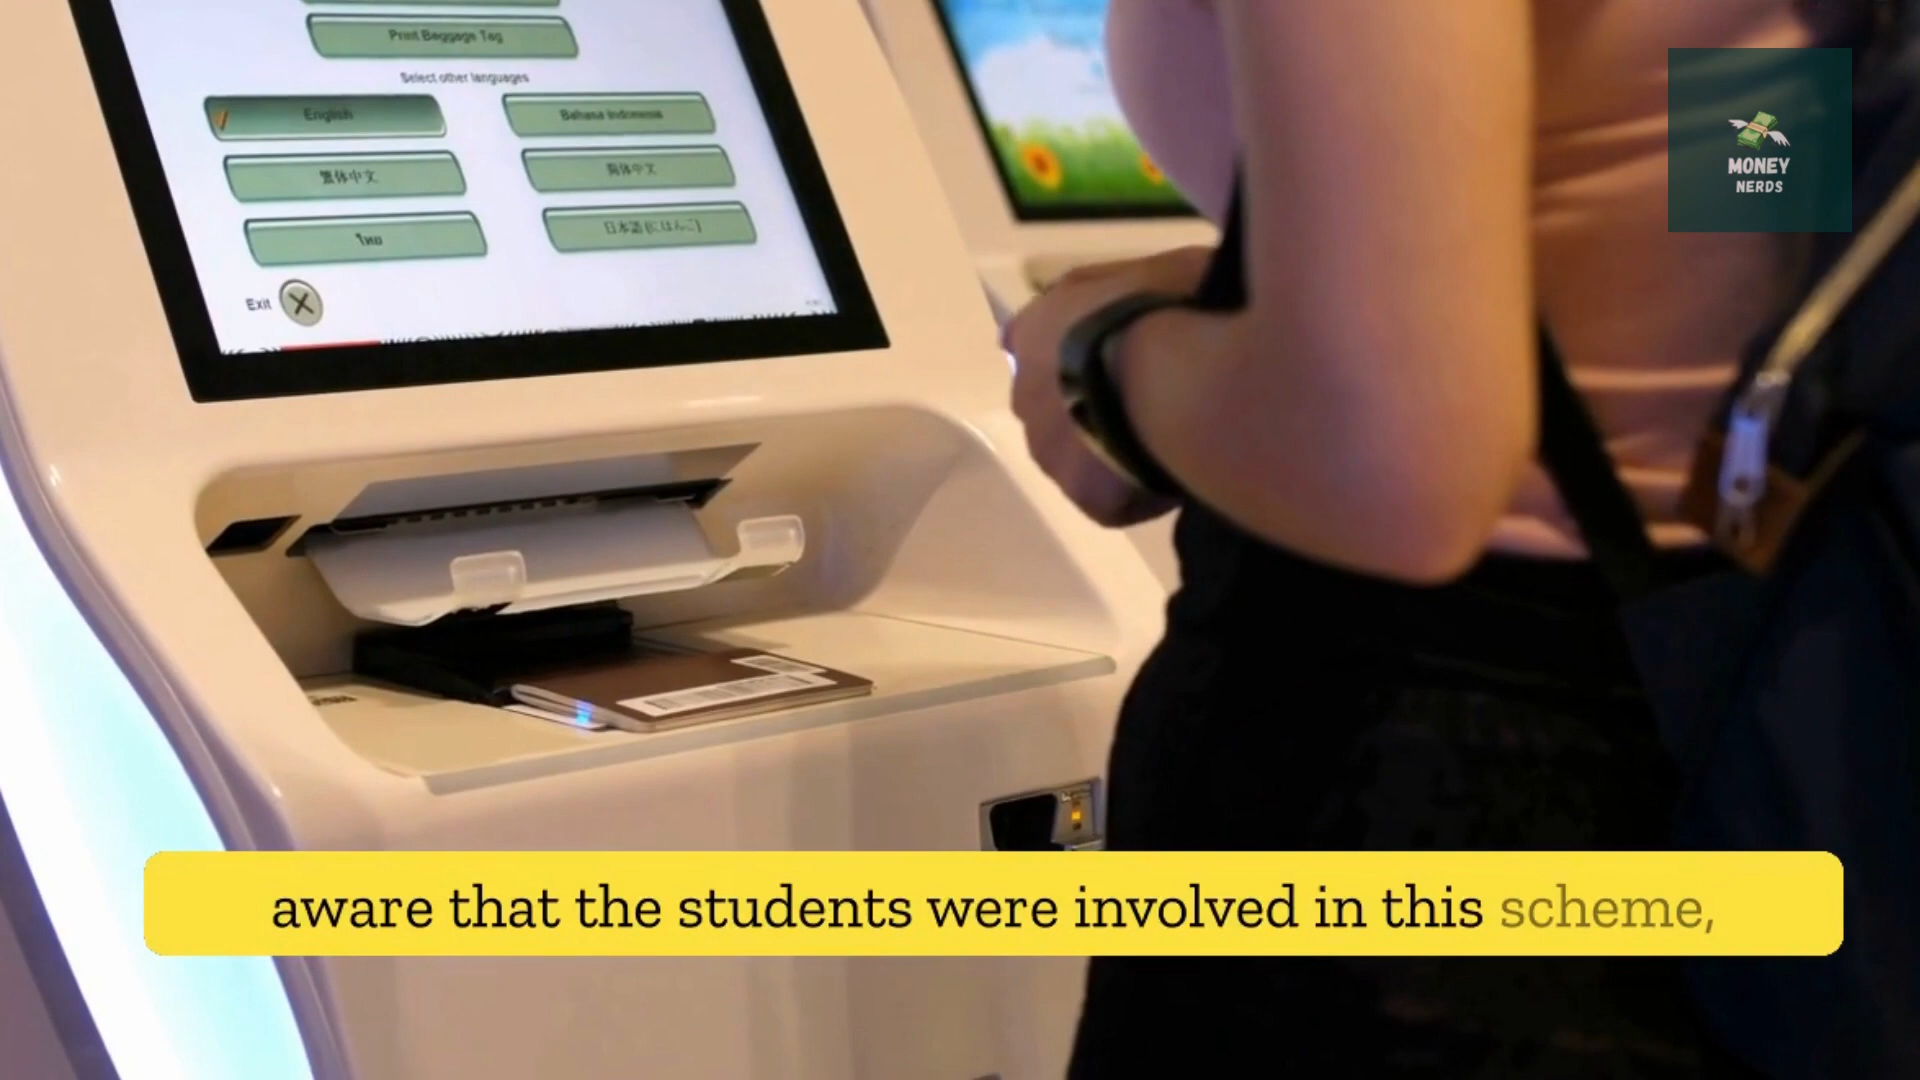 Print Baggage Tag
Select other languages
English
Bahasa Indonesia
繁体中文
简体中文
ไทย
日本語 (にほんご)
Exit
MONEY
NERDS
aware that the students were involved in this scheme,